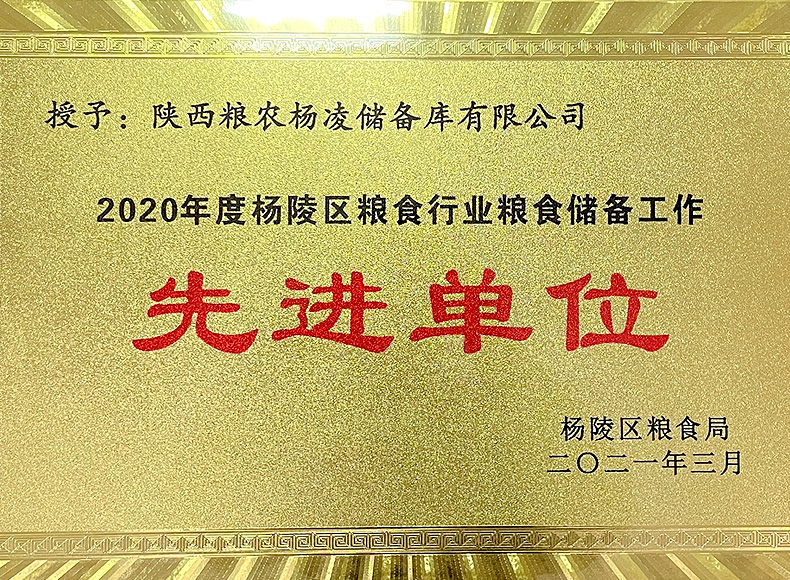 授予：陕西粮农杨凌储备库有限公司
2020年度杨陵区粮食行业粮食储备工作
先进单位
杨陵区粮食局
二〇二一年三月